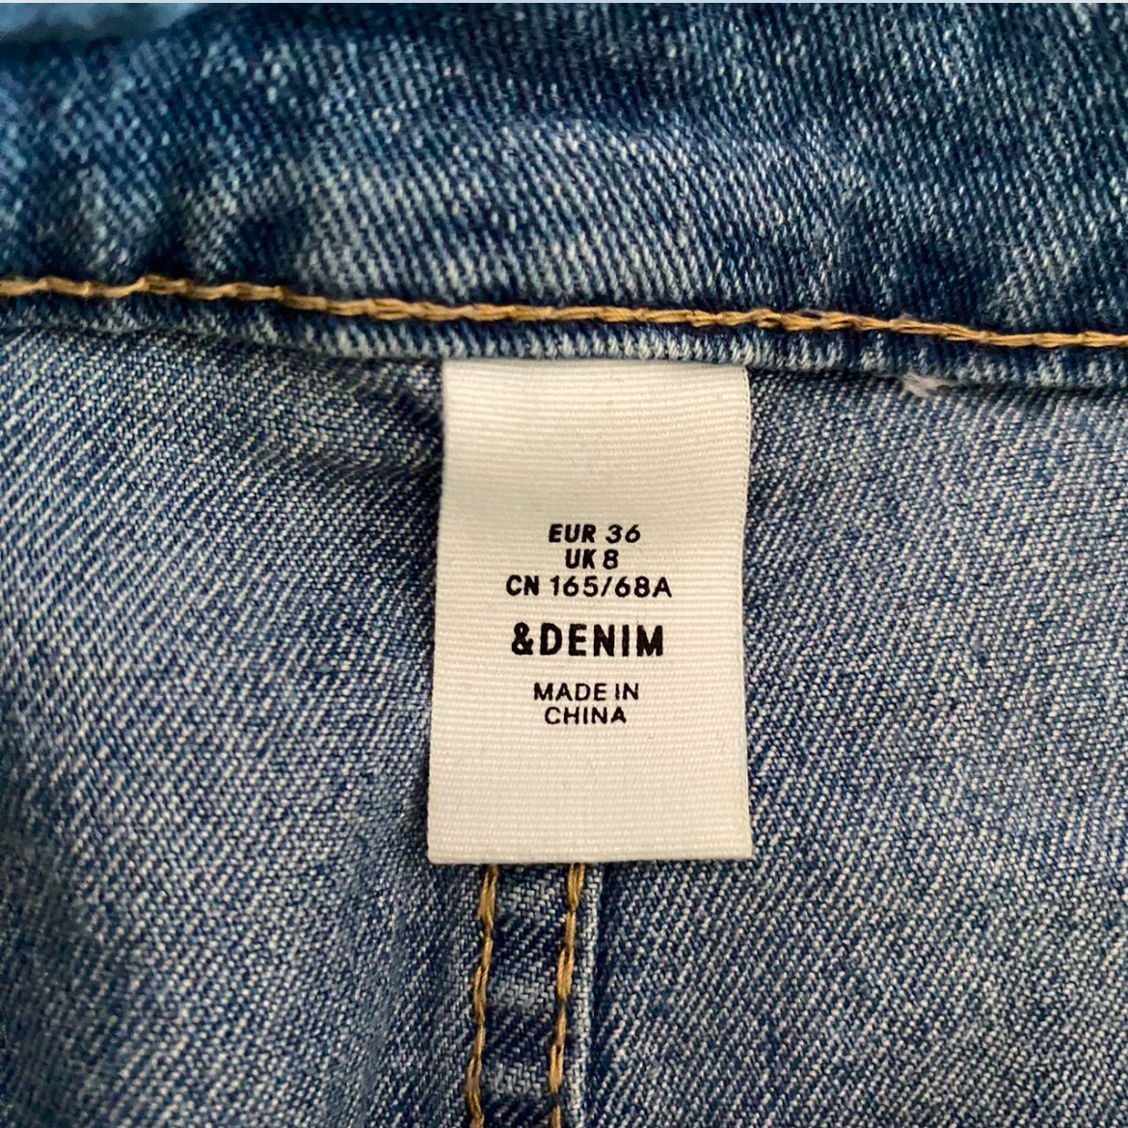 EUR 36
UK 8
CN 165/68A
&DENIM
MADE IN
CHINA